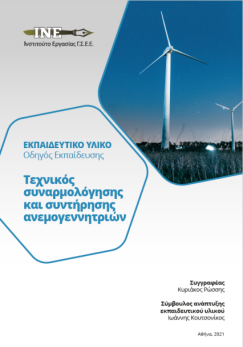 ΙΝΕ
Ινστιτούτο Εργασίας Γ.Σ.Ε.Ε.
ΕΚΠΑΙΔΕΥΤΙΚΟ ΥΛΙΚΟ
Οδηγός Εκπαίδευσης
Τεχνικός
συναρμολόγησης
και συντήρησης
ανεμογεννητριών
Συγγραφέας
Κυριάκος Ρώσσης
Σύμβουλος ανάπτυξης
εκπαιδευτικού υλικού
Ιωάννης Κουτσονίκος
Αθήνα, 2021